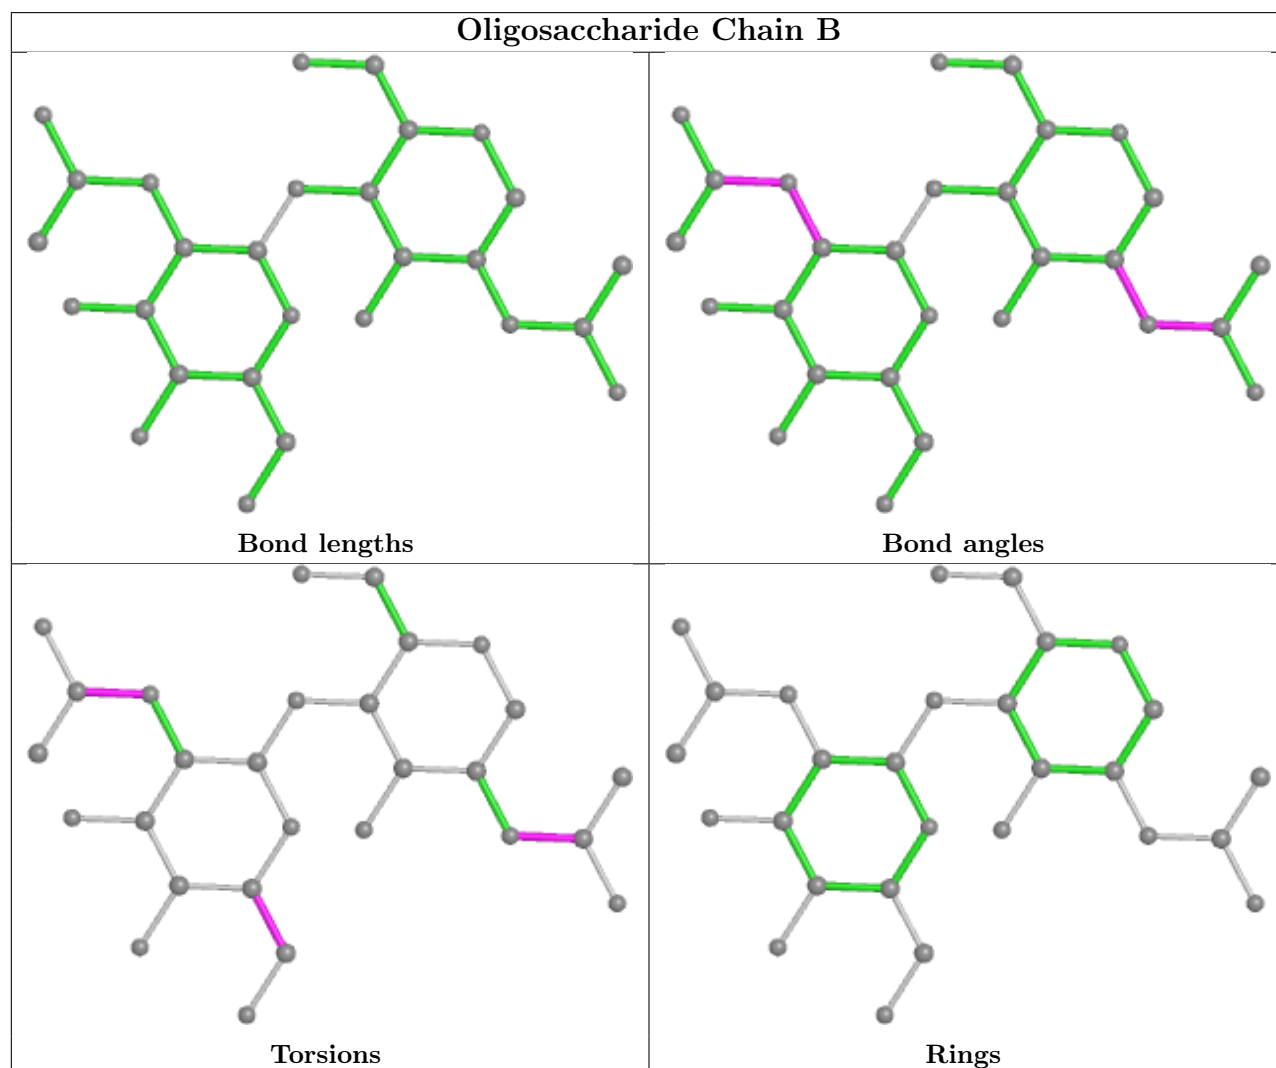 Oligosaccharide Chain B
Bond lengths
Bond angles
Torsions
Rings